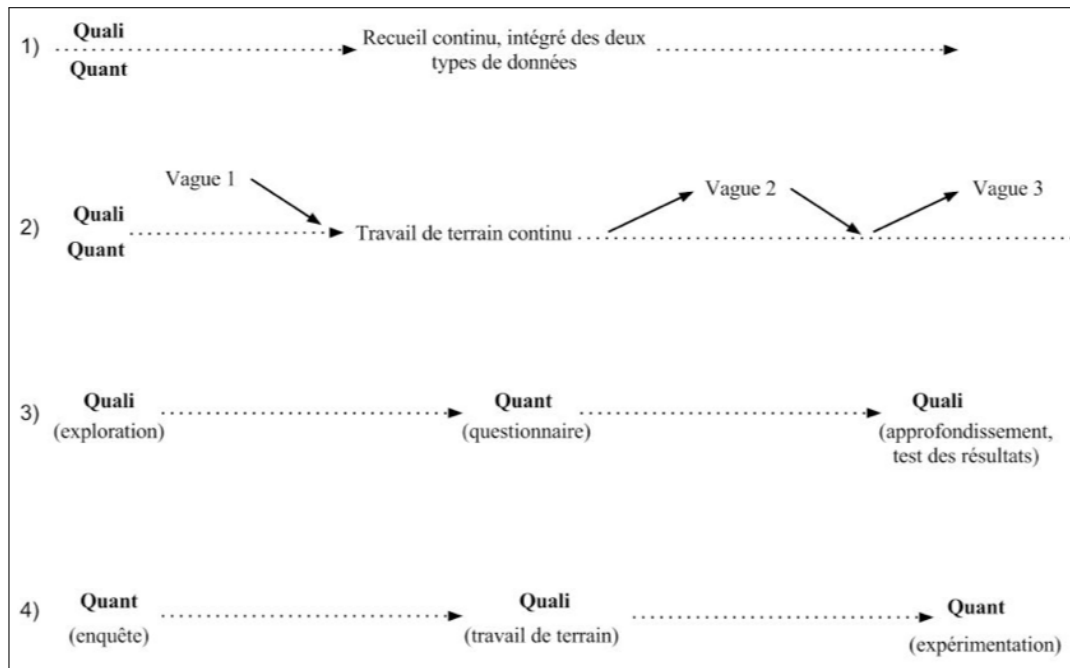 1)
Quali
Quant
Recueil continu, intégré des deux
types de données
2)
Vague 1
Vague 2
Vague 3
Quali
Quant
Travail de terrain continu
3)
Quali
(exploration)
Quant
(questionnaire)
Quali
(approfondissement,
test des résultats)
4)
Quant
(enquête)
Quali
(travail de terrain)
Quant
(expérimentation)